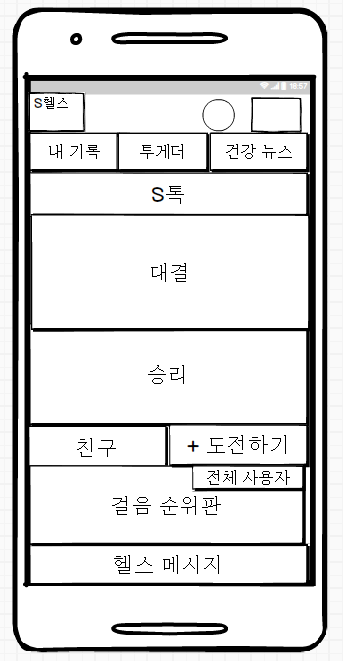 18:57
S헬스
내 기록 투게더 건강 뉴스
S톡
대결
승리
친구 + 도전하기
전체 사용자
걸음 순위판
헬스 메시지